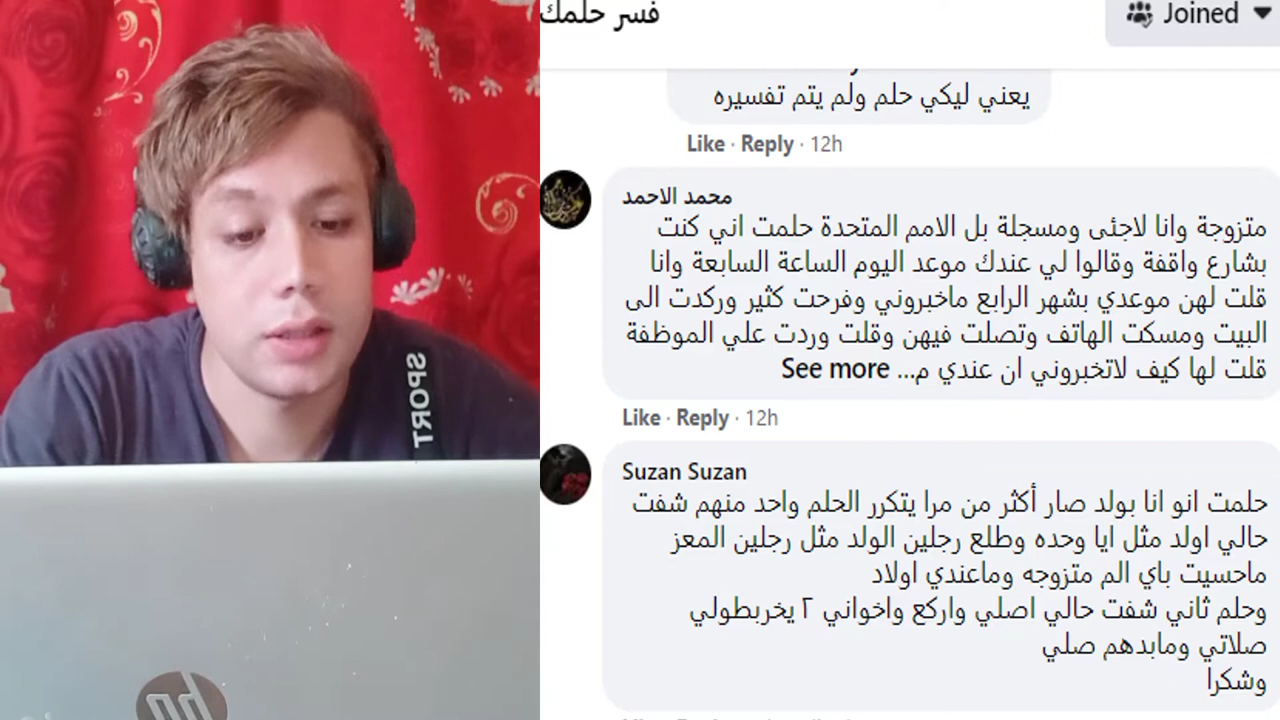 فسر حلمك
Joined
يعني ليكي حلم ولم يتم تفسيره
Like · Reply · 12h
محمد الاحمد
متزوجة وانا لاجئى ومسجلة بل الامم المتحدة حلمت اني كنت
بشارع واقفة وقالوا لي عندك موعد اليوم الساعة السابعة وانا
قلت لهن موعدي بشهر الرابع ماخبروني وفرحت كثير وركدت الى
البيت ومسكت الهاتف وتصلت فيهن وقلت وردت علي الموظفة
قلت لها كيف لاتخبروني ان عندي م... See more
Like · Reply · 12h
Suzan Suzan
حلمت انو انا بولد صار أكثر من مرا يتكرر الحلم واحد منهم شفت
حالي اولد مثل ايا وحده وطلع رجلين الولد مثل رجلين المعز
ماحسيت باي الم متزوجه وماعندي اولاد
وحلم ثاني شفت حالي اصلي واركع واخواني ٢ يخربطولي
صلاتي ومابدهم صلي
وشكرا
SPORT
hp